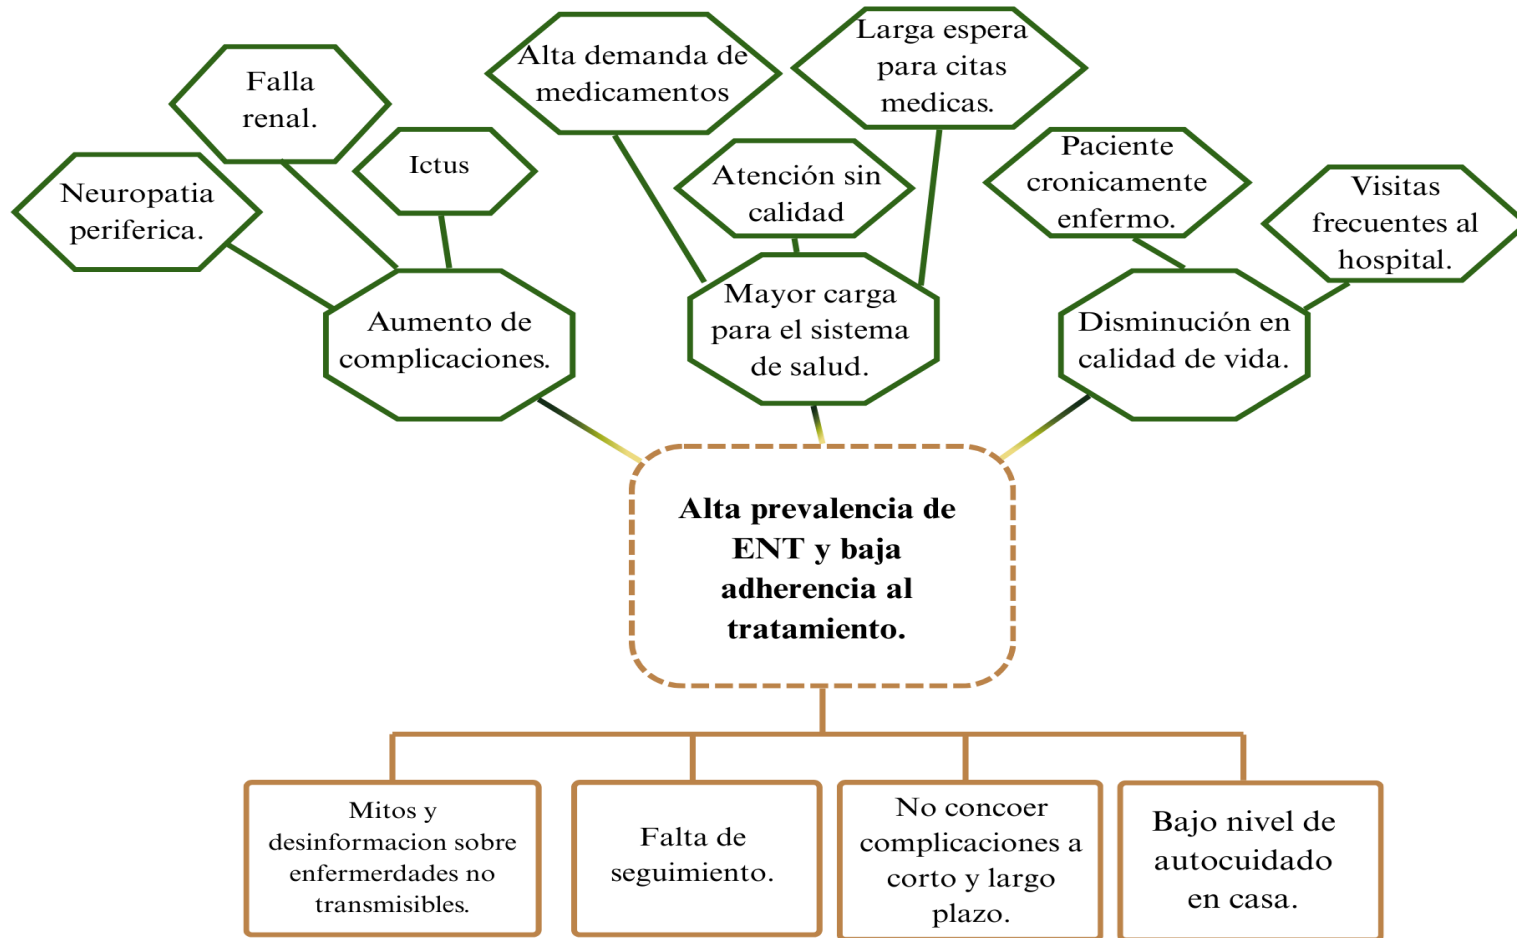 Falla
renal.
Alta demanda de
medicamentos
Larga espera
para citas
medicas.
Neuropatia
periferica.
Ictus
Atención sin
calidad
Paciente
cronicamente
enfermo.
Visitas
frecuentes al
hospital.
Aumento de
complicaciones.
Mayor carga
para el sistema
de salud.
Disminución en
calidad de vida.
Alta prevalencia de
ENT y baja
adherencia al
tratamiento.
Mitos y
desinformacion sobre
enfermerdades no
transmisibles.
Falta de
seguimiento.
No concoer
complicaciones a
corto y largo
plazo.
Bajo nivel de
autocuidado
en casa.